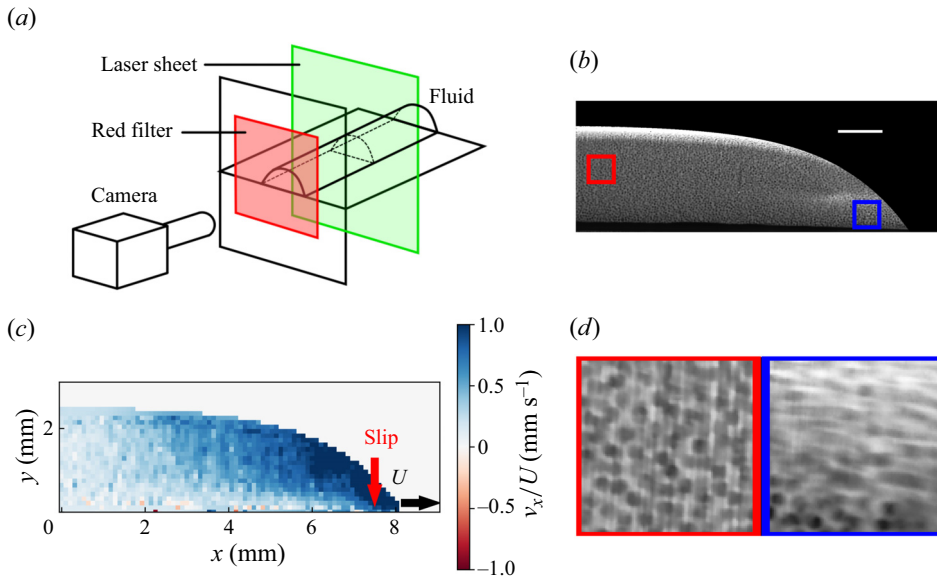 (a)
Laser sheet
Fluid
Red filter
Camera
(b)
(c)
1.0
0.5
0
–0.5
–1.0
v_x/U (mm s⁻¹)
Slip
U
2
y (mm)
0
2
4
6
8
x (mm)
(d)